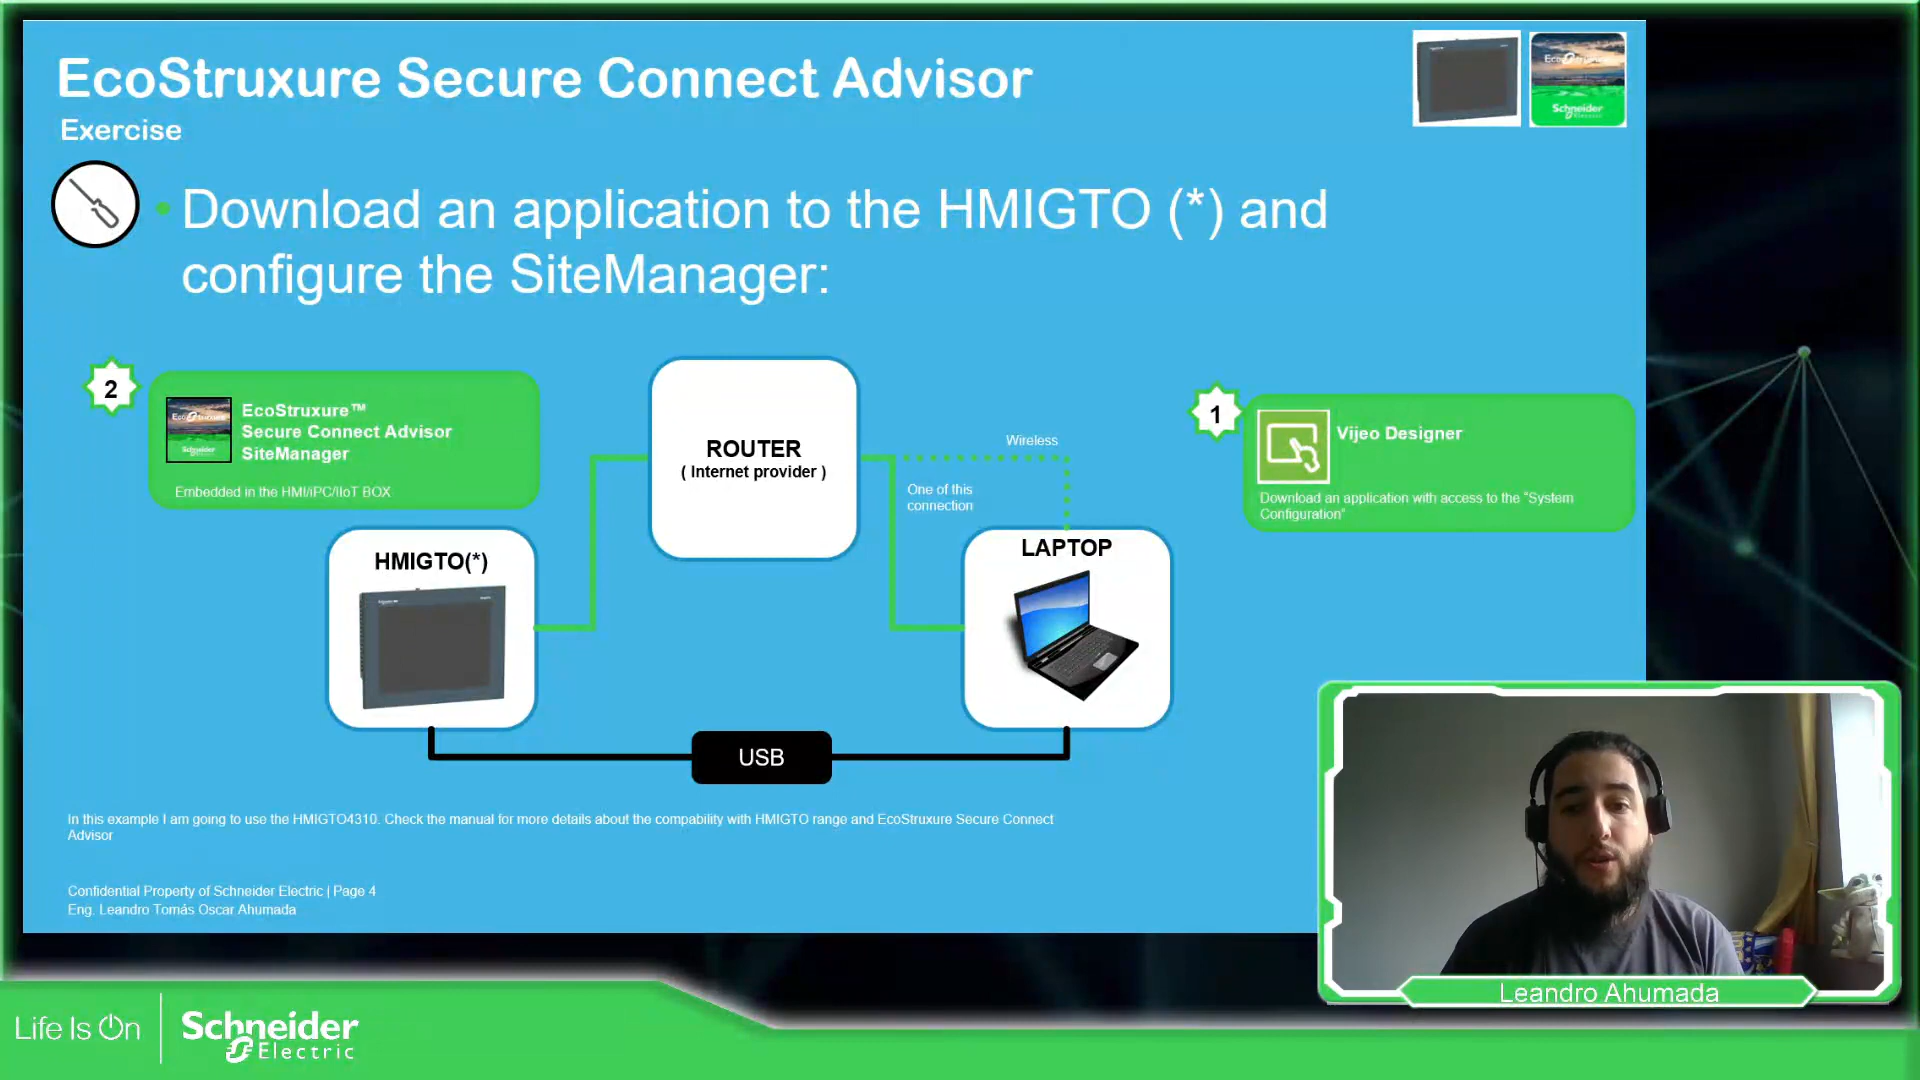 EcoStruxure Secure Connect Advisor
Exercise
EcoStruxure
Schneider
Electric
• Download an application to the HMIGTO (*) and
configure the SiteManager:
2
EcoStruxure™
Secure Connect Advisor
SiteManager
Embedded in the HMI/iPC/IIoT BOX
ROUTER
( Internet provider )
Wireless
One of this
connection
1
Vijeo Designer
Download an application with access to the "System
Configuration"
HMIGTO(*)
LAPTOP
USB
In this example I am going to use the HMIGTO4310. Check the manual for more details about the compability with HMIGTO range and EcoStruxure Secure Connect
Advisor
Confidential Property of Schneider Electric | Page 4
Eng. Leandro Tomás Oscar Ahumada
Leandro Ahumada
Life Is On
Schneider
Electric